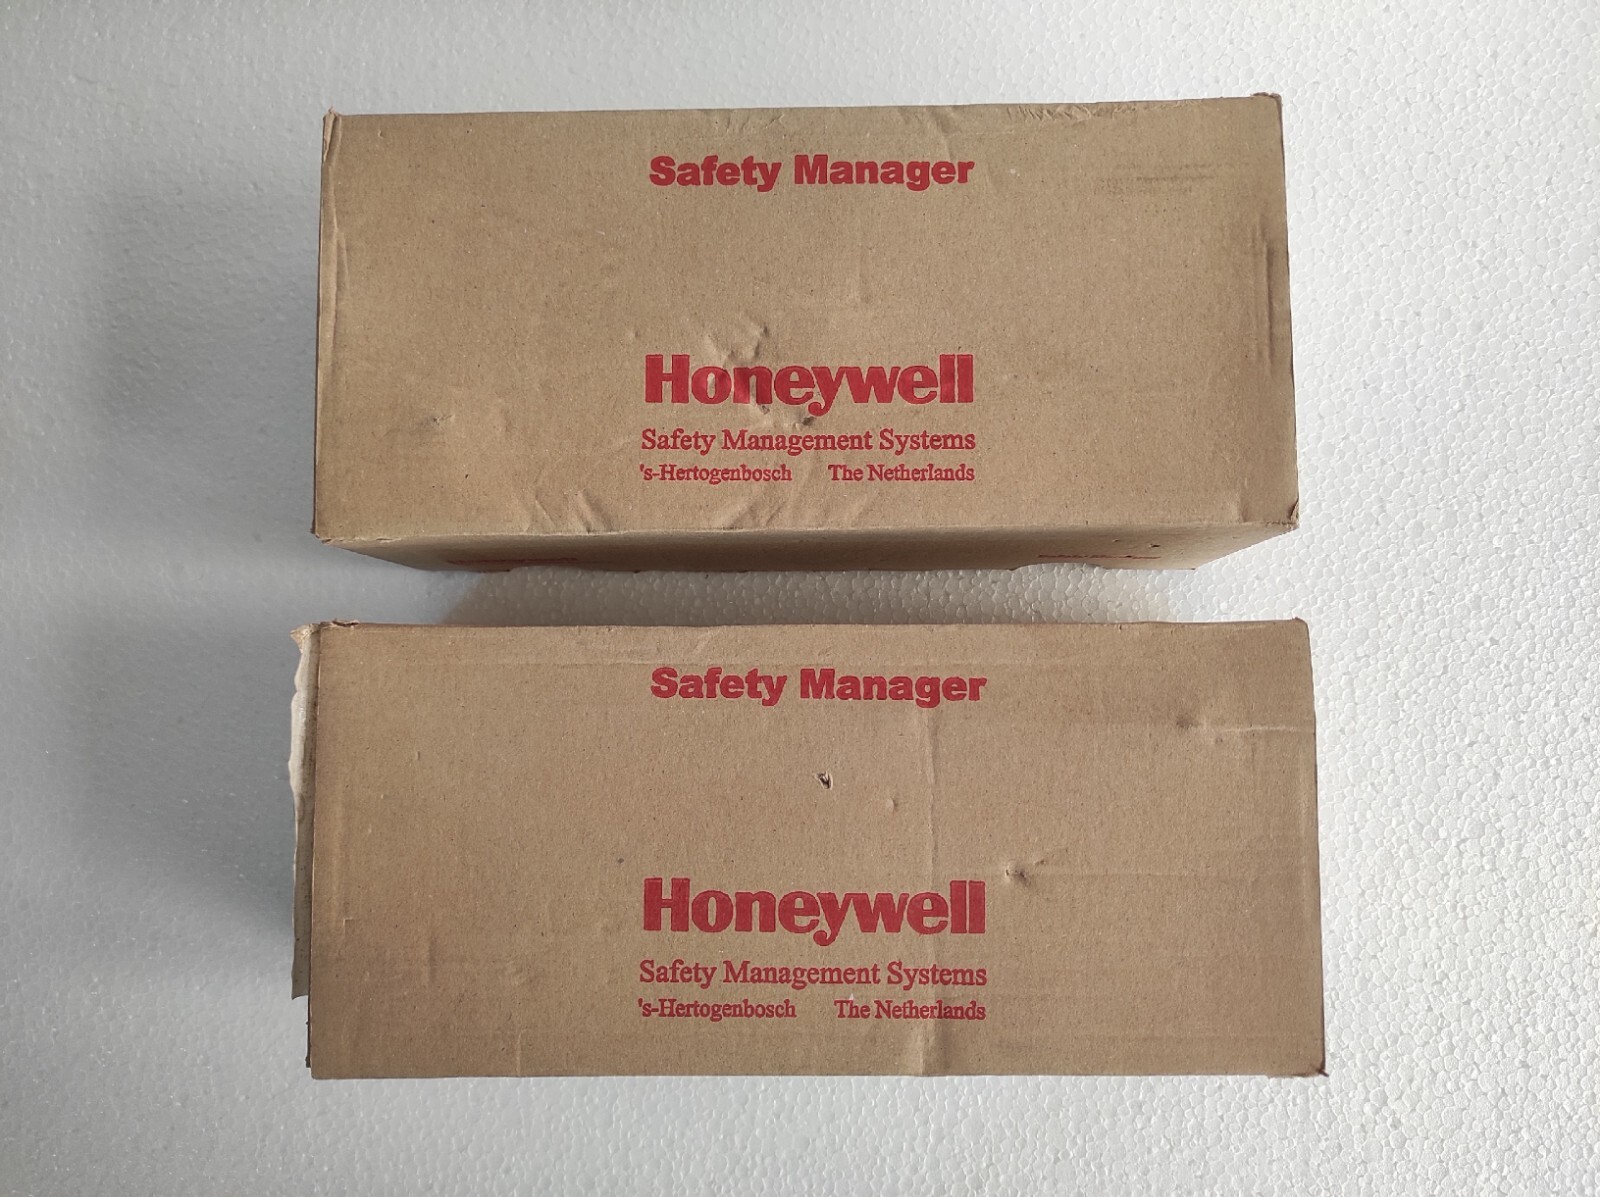 Safety Manager
Honeywell
Safety Management Systems
's-Hertogenbosch The Netherlands
Safety Manager
Honeywell
Safety Management Systems
's-Hertogenbosch The Netherlands